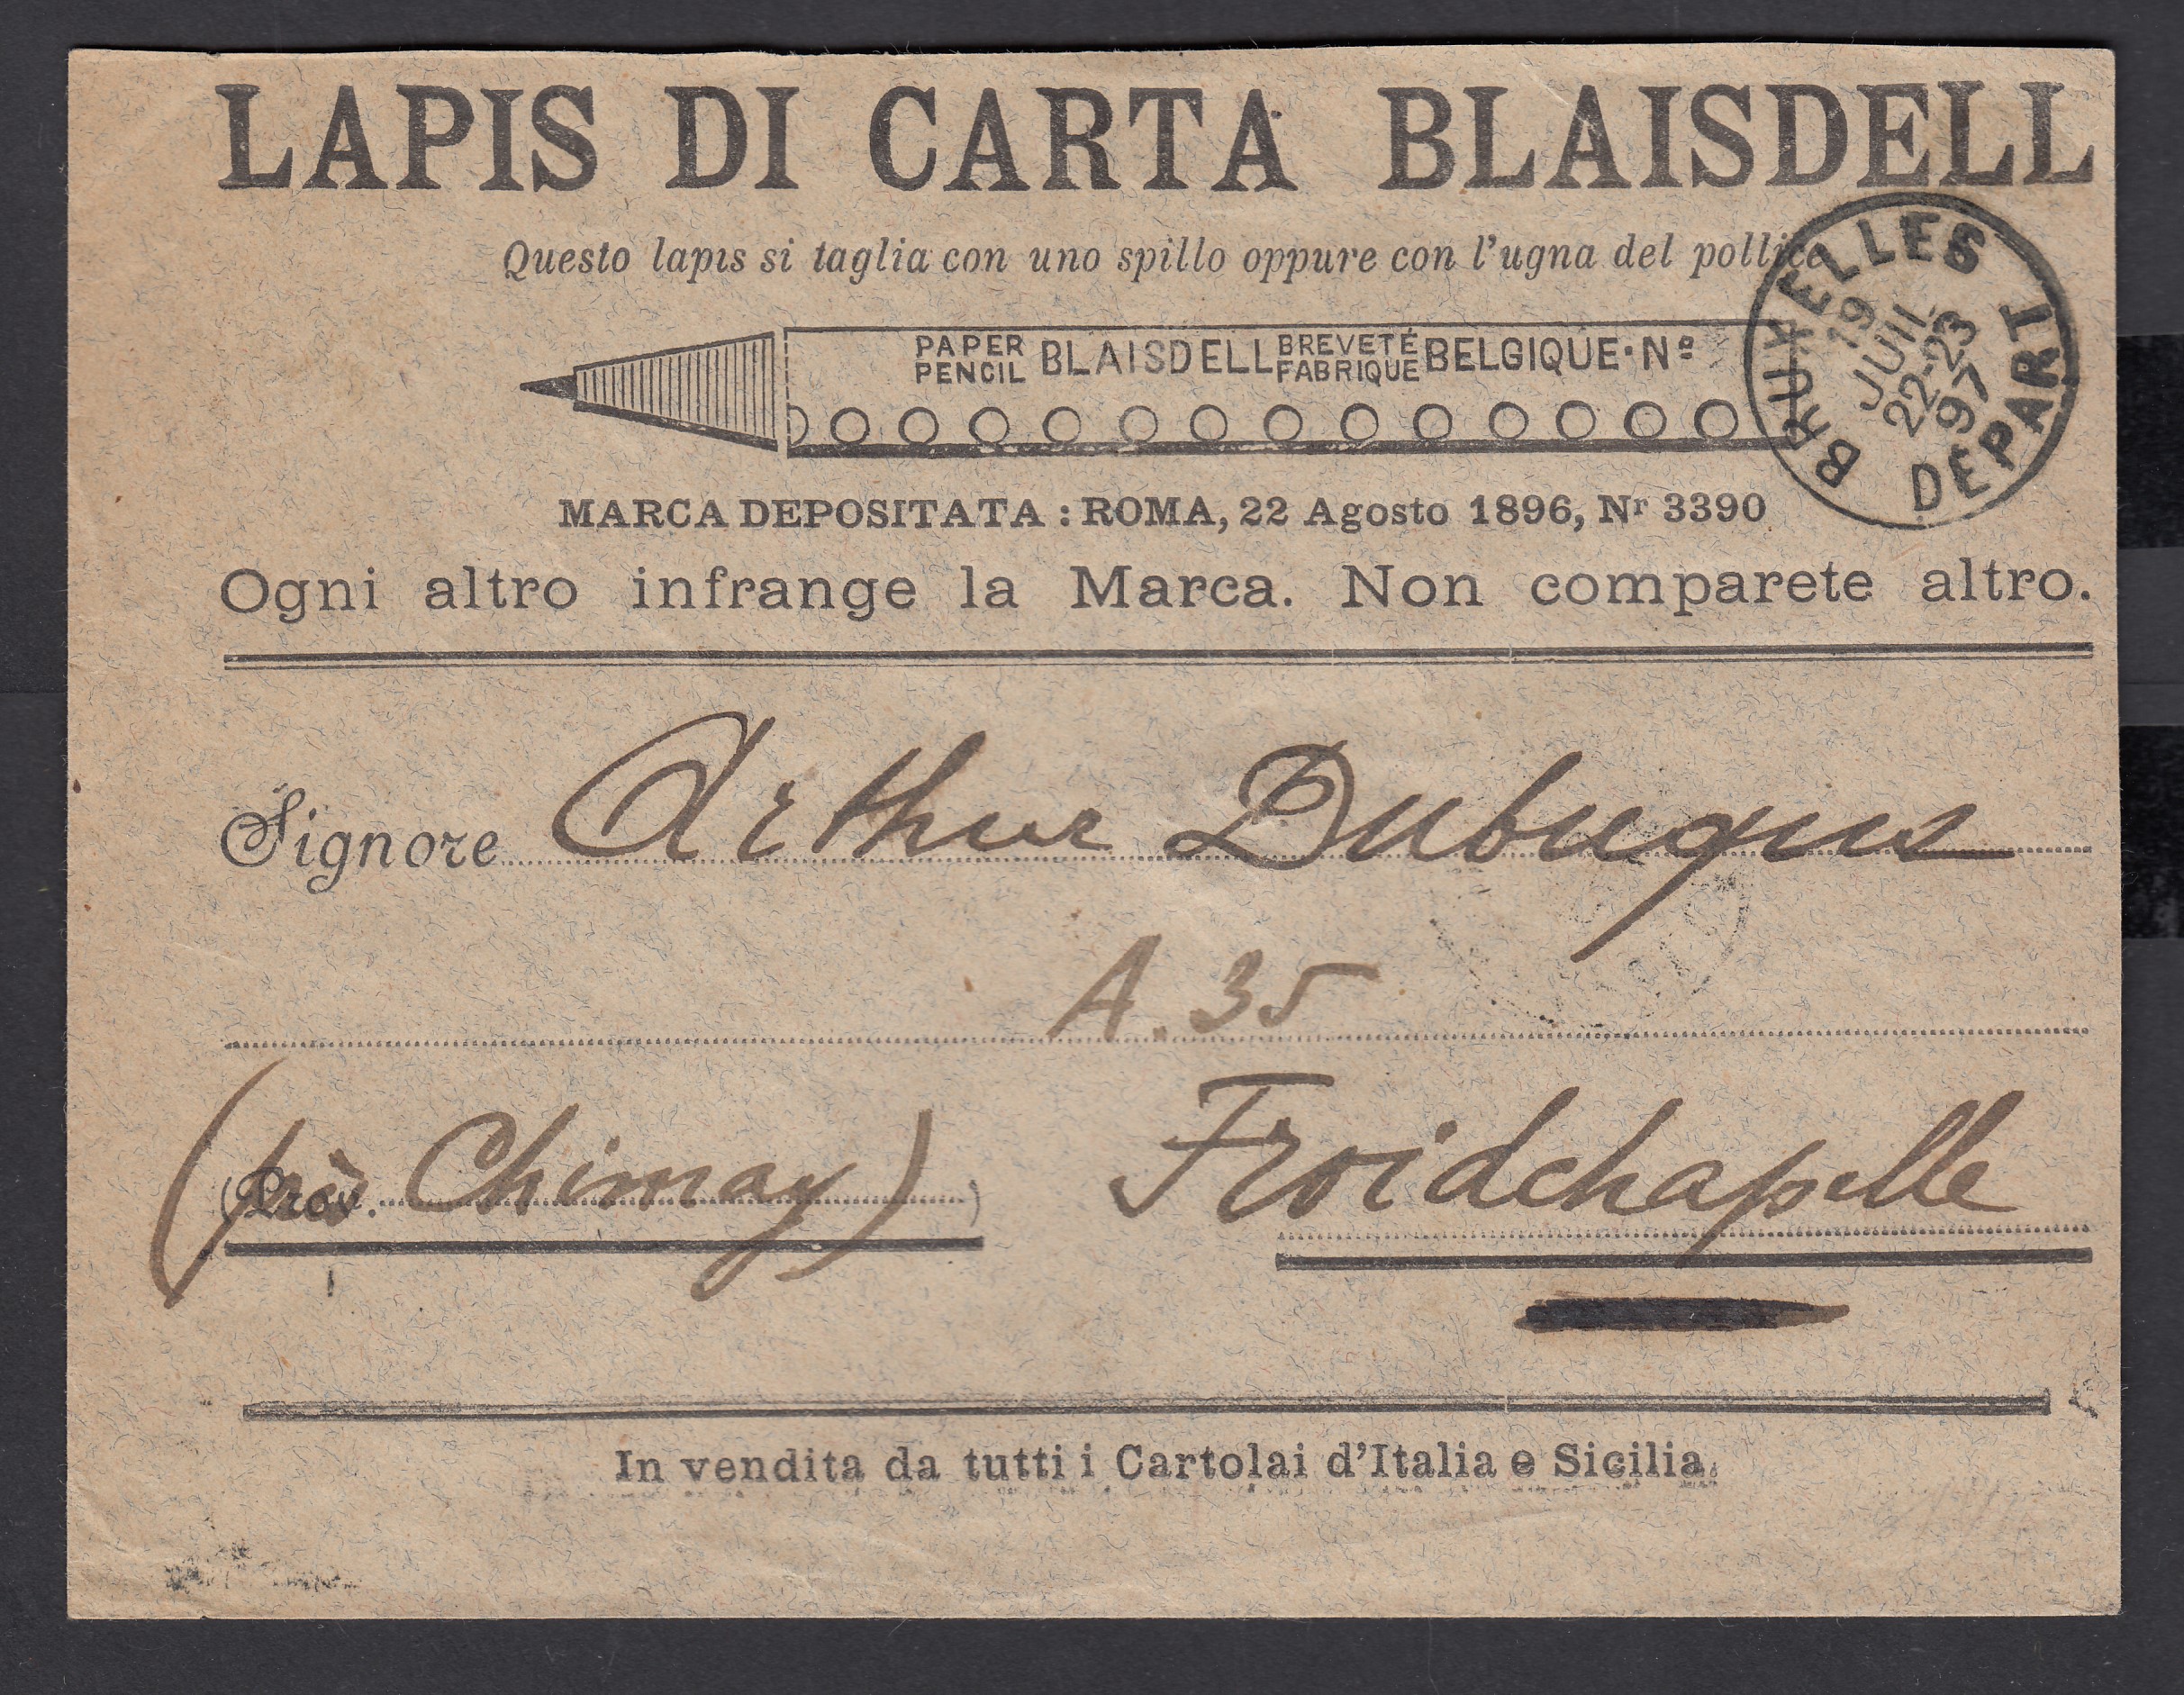 LAPIS DI CARTA BLAISDELL
Questo lapis si taglia con uno spillo oppure con l'ugna del pollice
PAPER PENCIL BLAISDELL BREVETÉ FABRIQUE BELGIQUE·Nº
BRUXELLES
19
JUIL
22-23
97
DÉPART
MARCA DEPOSITATA : ROMA, 22 Agosto 1896, Nr 3390
Ogni altro infrange la Marca. Non comparete altro.
Signore Arthur Dubuquis
A. 35
(près Chimay) Froidchapelle
(Prov. )
In vendita da tutti i Cartolai d'Italia e Sicilia.